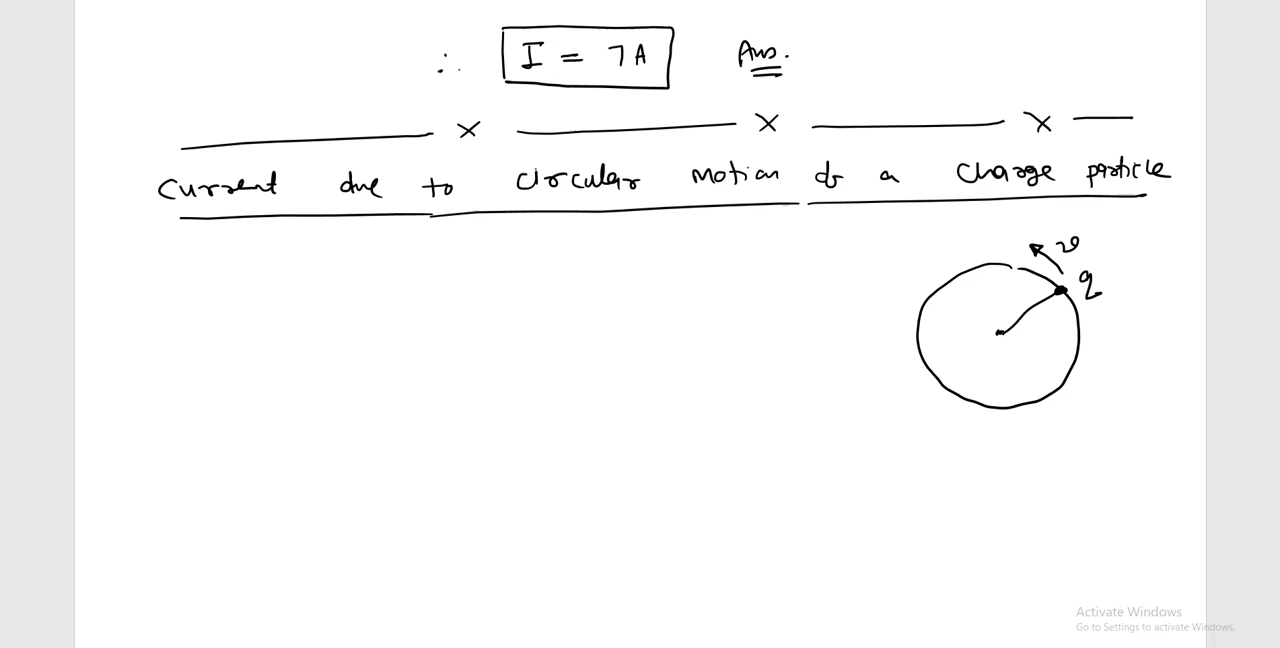 ∴ I = 7A Ans.
Current due to circular motion of a charge particle
v
q
Activate Windows
Go to Settings to activate Windows.